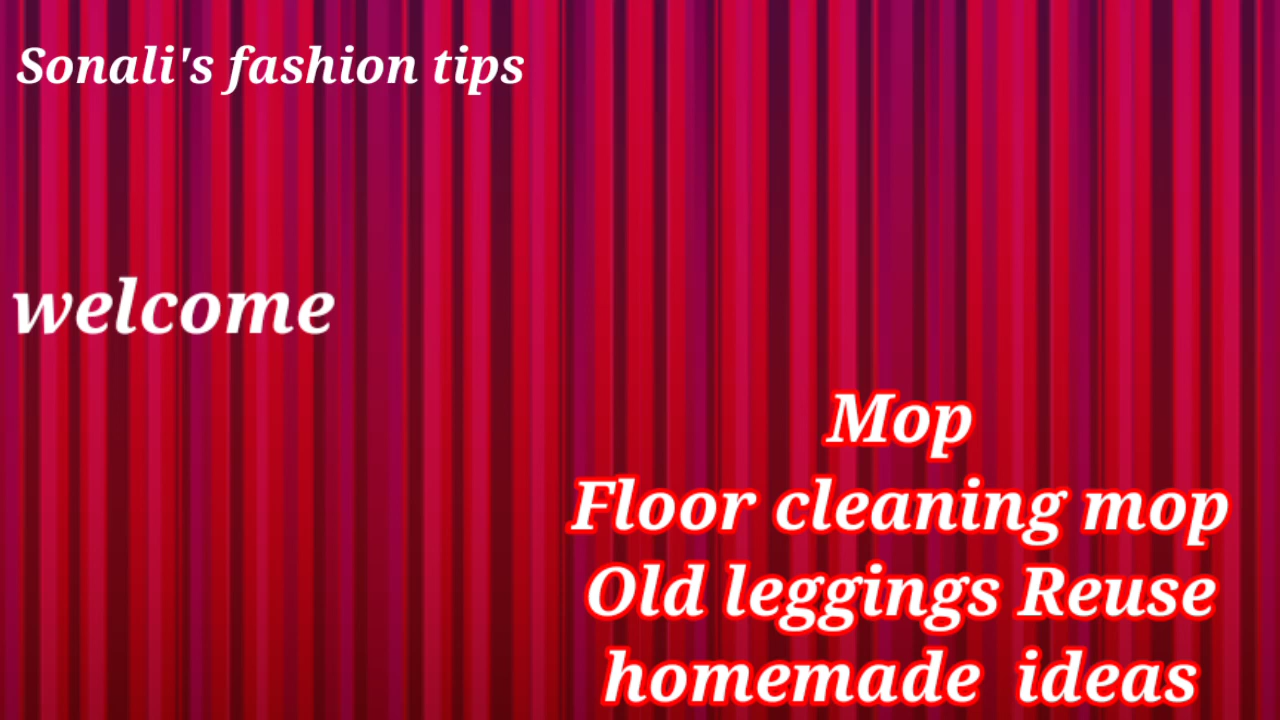 Sonali's fashion tips
welcome
Mop
Floor cleaning mop
Old leggings Reuse
homemade ideas